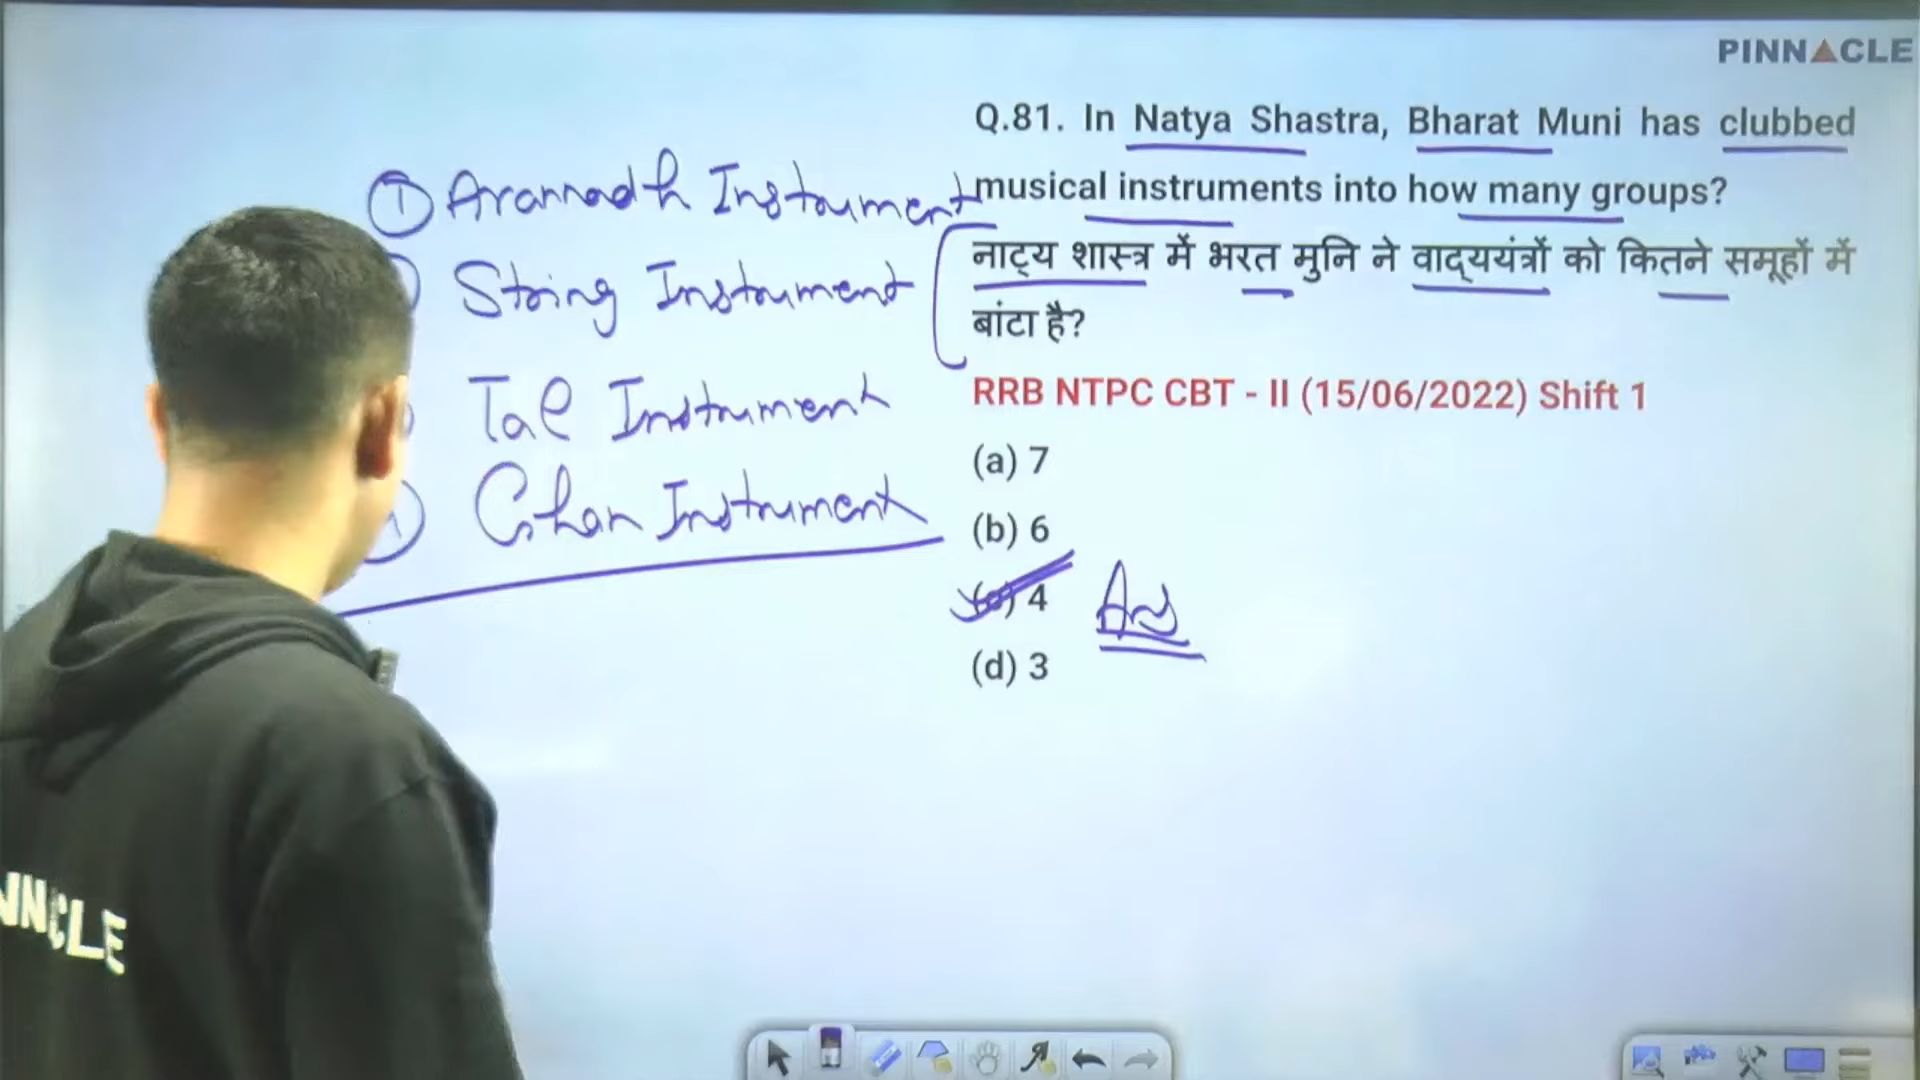 PINNACLE
Q.81. In Natya Shastra, Bharat Muni has clubbed
musical instruments into how many groups?
नाट्य शास्त्र में भरत मुनि ने वाद्ययंत्रों को कितने समूहों में
बांटा है?
RRB NTPC CBT - II (15/06/2022) Shift 1
(a) 7
(b) 6
(c) 4 Ans
(d) 3
1 Avannadh Instrument
String Instrument
Tal Instrument
Ghan Instrument
NNCLE